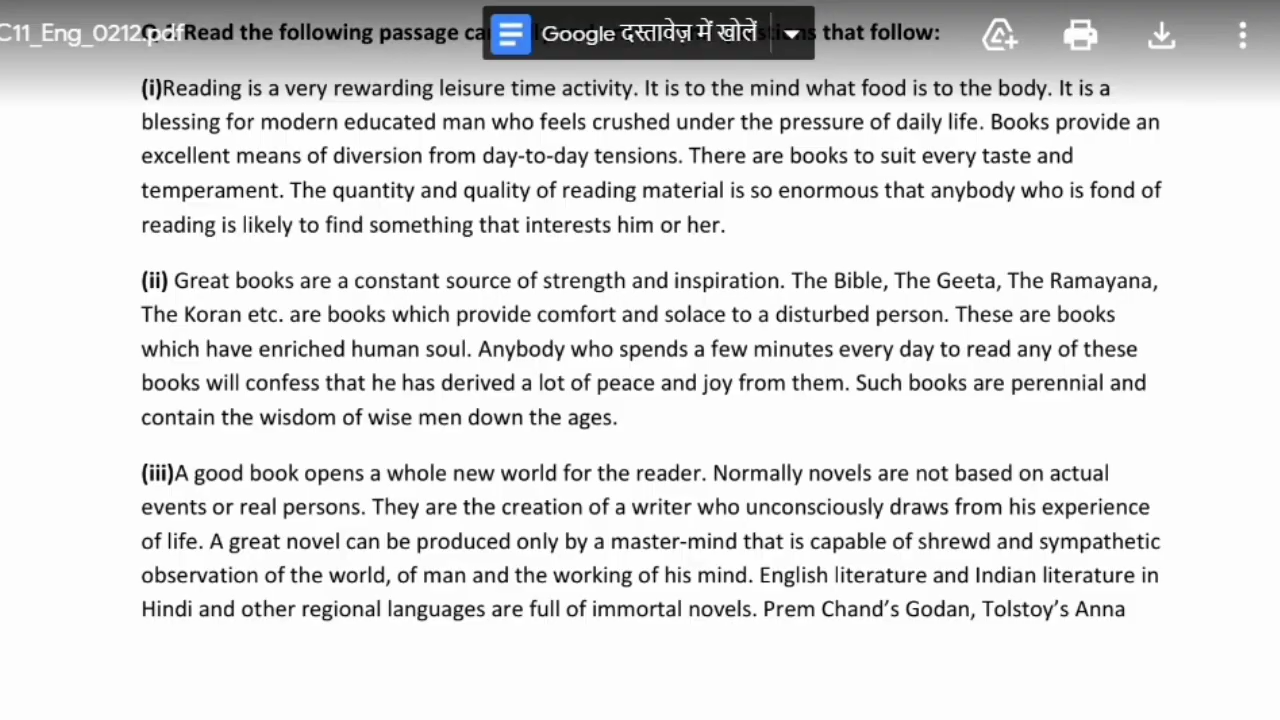 C11_Eng_0212.pdf
Read the following passage ca
Google दस्तावेज़ में खोलें
s that follow:
(i)Reading is a very rewarding leisure time activity. It is to the mind what food is to the body. It is a
blessing for modern educated man who feels crushed under the pressure of daily life. Books provide an
excellent means of diversion from day-to-day tensions. There are books to suit every taste and
temperament. The quantity and quality of reading material is so enormous that anybody who is fond of
reading is likely to find something that interests him or her.
(ii) Great books are a constant source of strength and inspiration. The Bible, The Geeta, The Ramayana,
The Koran etc. are books which provide comfort and solace to a disturbed person. These are books
which have enriched human soul. Anybody who spends a few minutes every day to read any of these
books will confess that he has derived a lot of peace and joy from them. Such books are perennial and
contain the wisdom of wise men down the ages.
(iii)A good book opens a whole new world for the reader. Normally novels are not based on actual
events or real persons. They are the creation of a writer who unconsciously draws from his experience
of life. A great novel can be produced only by a master-mind that is capable of shrewd and sympathetic
observation of the world, of man and the working of his mind. English literature and Indian literature in
Hindi and other regional languages are full of immortal novels. Prem Chand’s Godan, Tolstoy’s Anna